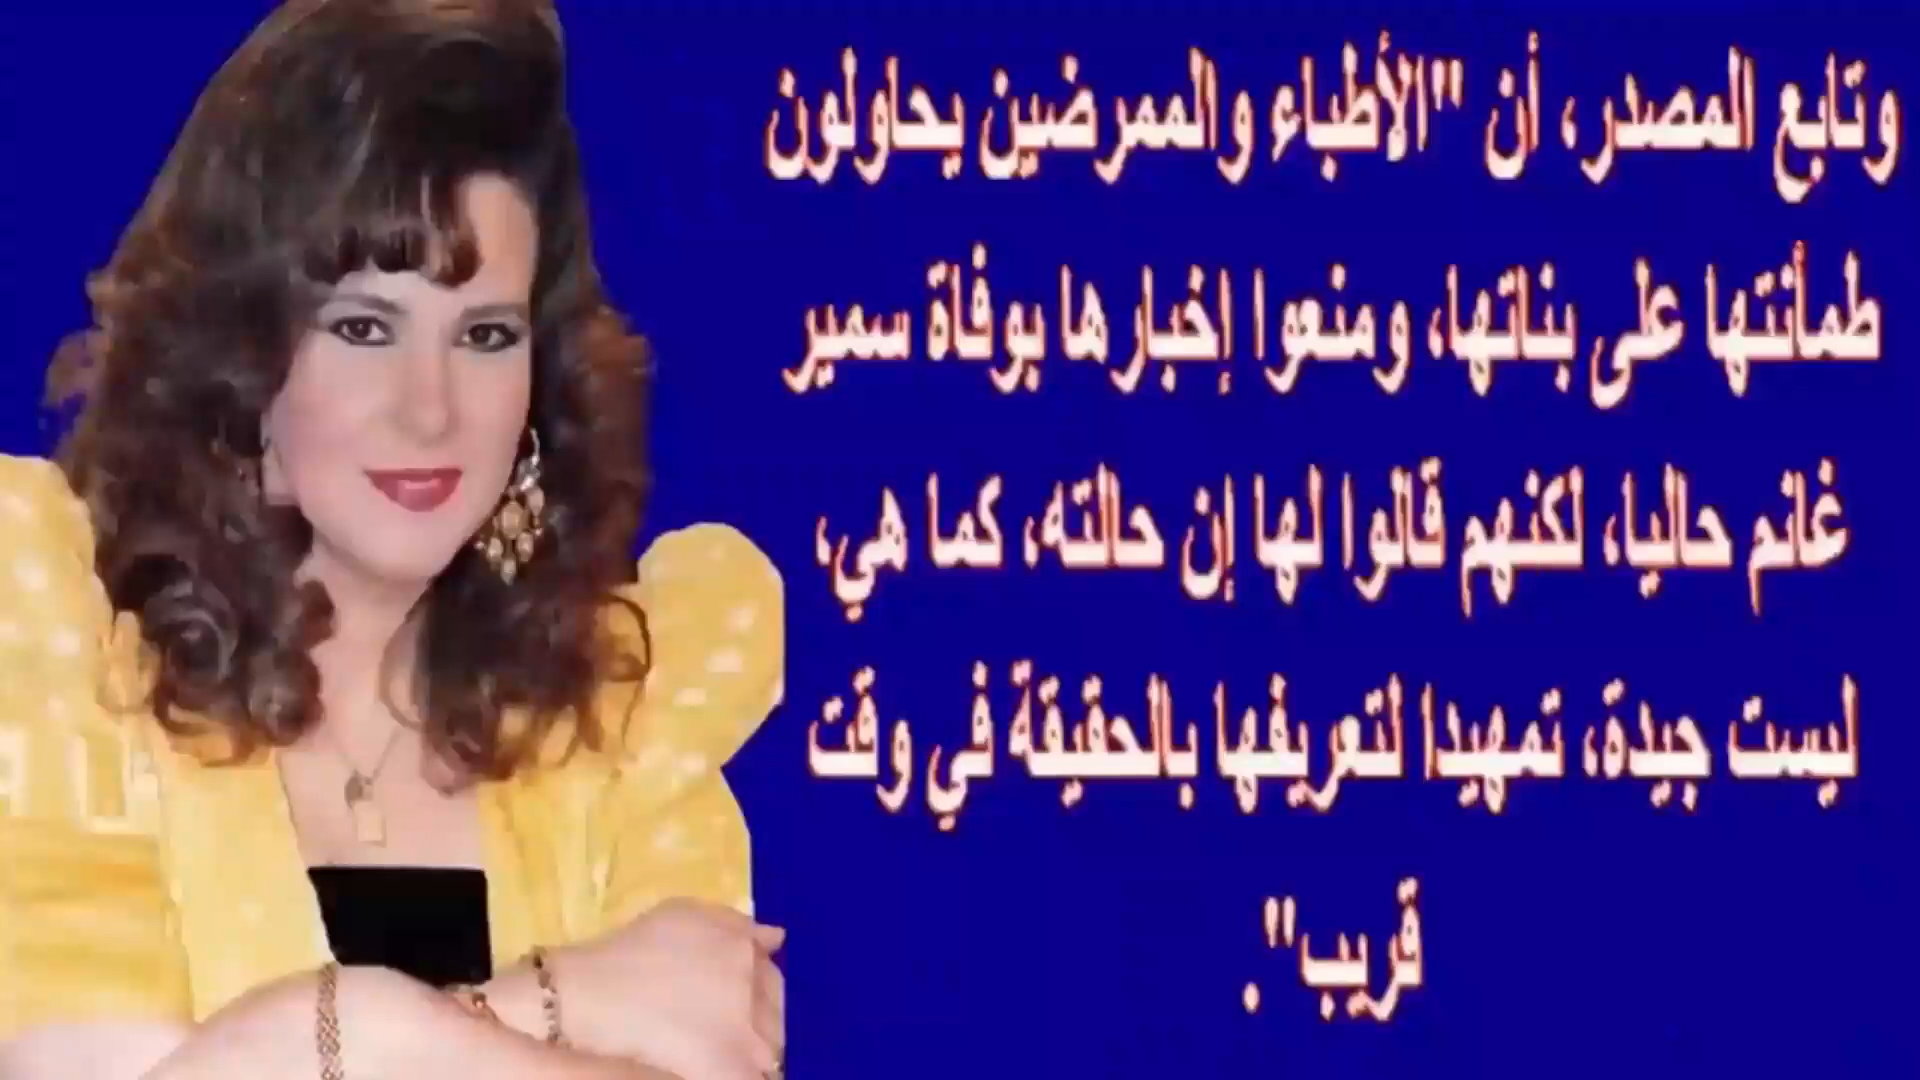 وتابع المصدر، أن "الأطباء والممرضين يحاولون
طمأنتها على بناتها، ومنعوا إخبارها بوفاة سمير
غانم حاليا، لكنهم قالوا لها إن حالته، كما هي،
ليست جيدة، تمهيدا لتعريفها بالحقيقة في وقت
قريب".